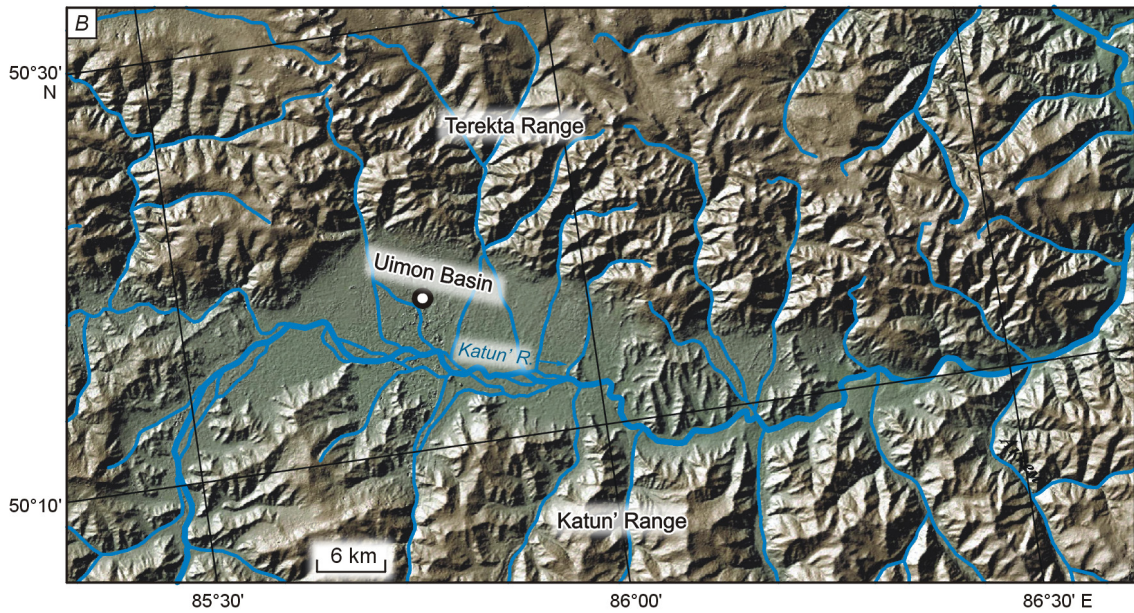 B
50°30'
N
Terekta Range
Uimon Basin
Katun' R.
50°10'
Katun' Range
6 km
85°30'
86°00'
86°30' E